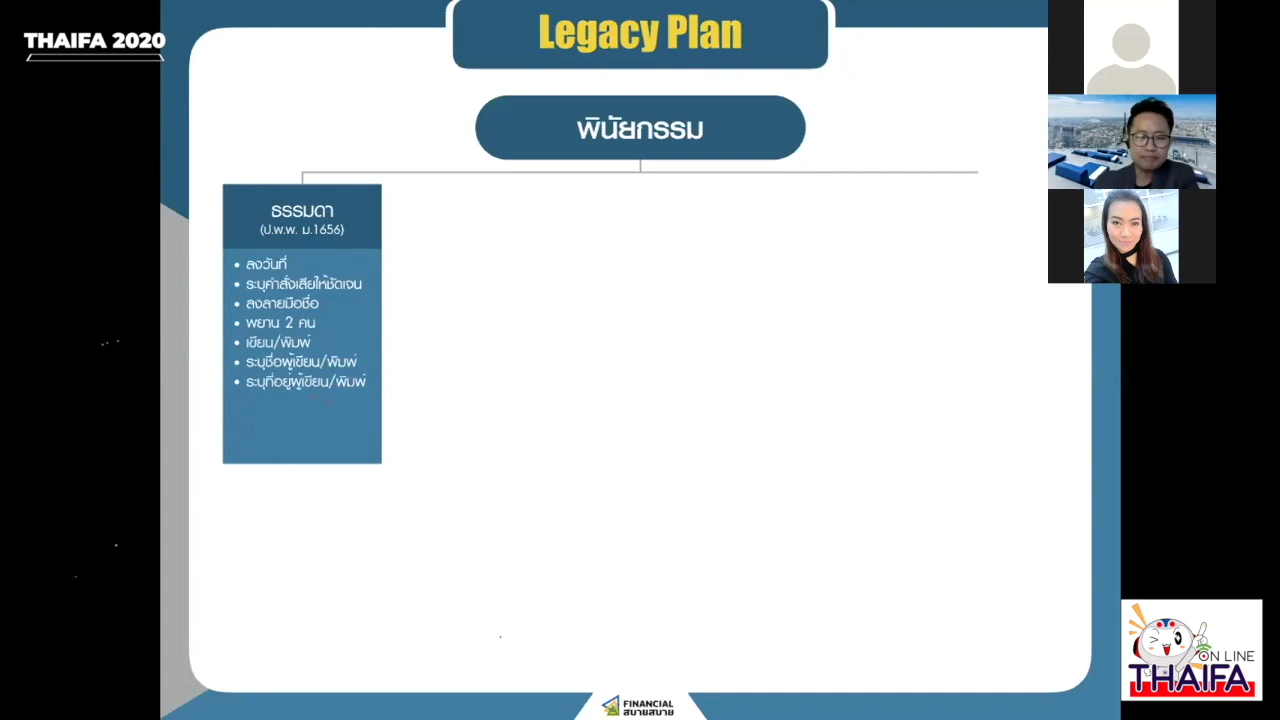 THAIFA 2020
Legacy Plan
พินัยกรรม
ธรรมดา
(ป.พ.พ. ม.1656)
• ลงวันที่
• ระบุคำสั่งเสียให้ชัดเจน
• ลงลายมือชื่อ
• พยาน 2 คน
• เขียน/พิมพ์
• ระบุชื่อผู้เขียน/พิมพ์
• ระบุที่อยู่ผู้เขียน/พิมพ์
ON LINE
THAIFA
FINANCIAL
สบายสบาย